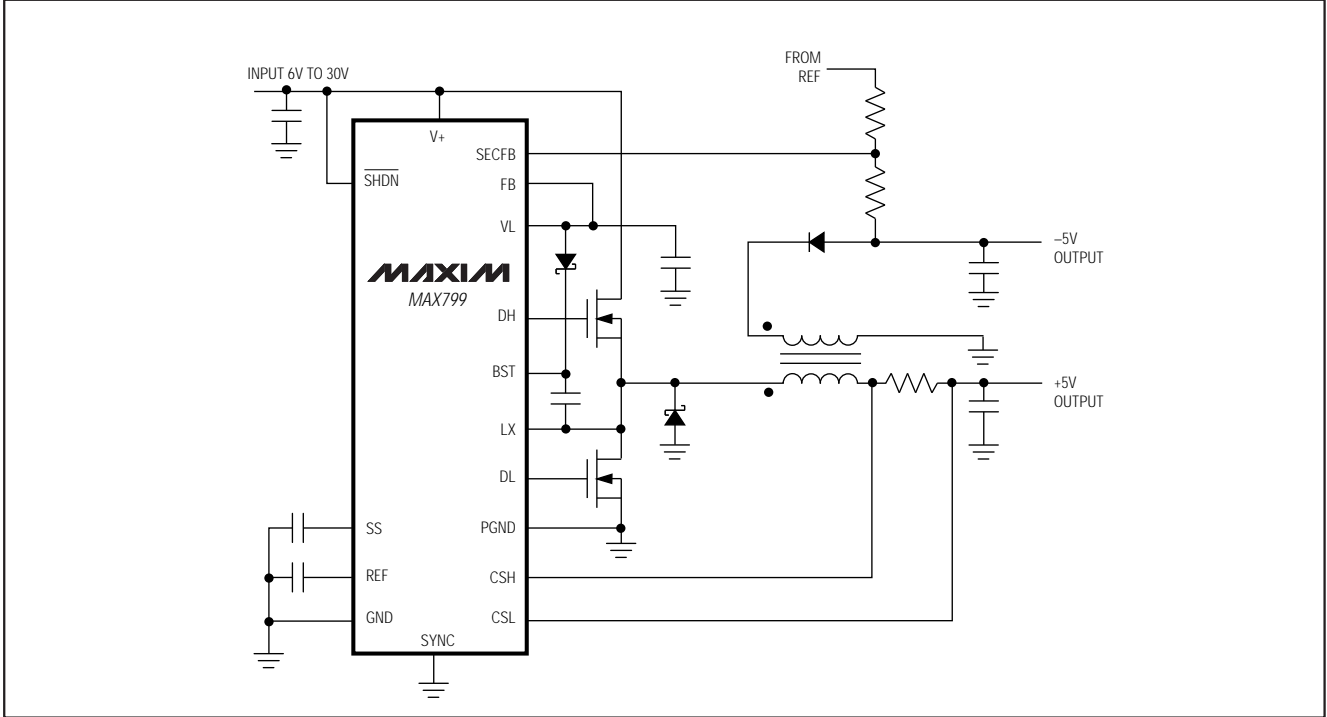 INPUT 6V TO 30V
FROM
REF
V+
SECFB
SHDN
FB
VL
MAXIM
MAX799
–5V
OUTPUT
DH
BST
+5V
OUTPUT
LX
DL
SS
PGND
REF
CSH
GND
CSL
SYNC